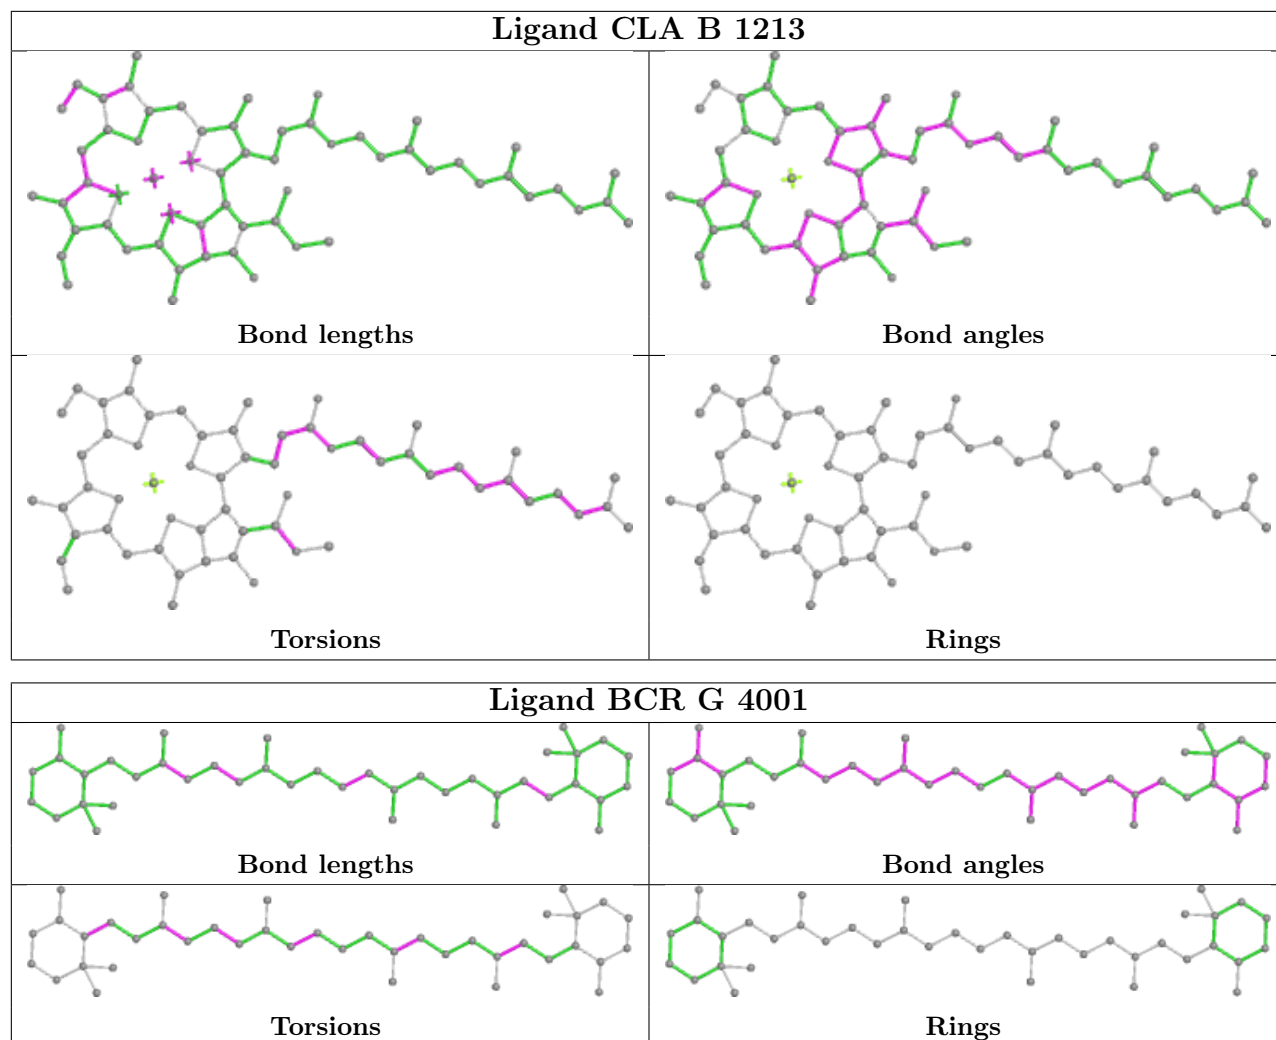 Ligand CLA B 1213
Bond lengths
Bond angles
Torsions
Rings
Ligand BCR G 4001
Bond lengths
Bond angles
Torsions
Rings